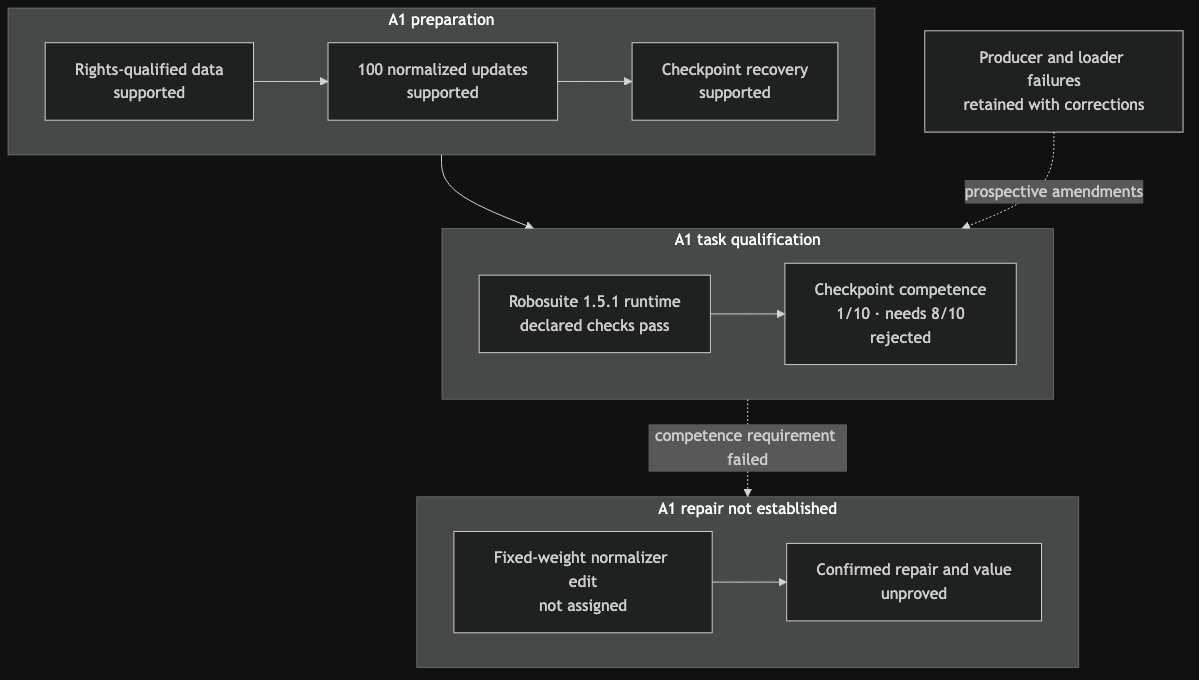 A1 preparation
Rights-qualified data
supported
100 normalized updates
supported
Checkpoint recovery
supported
Producer and loader
failures
retained with corrections
prospective amendments
A1 task qualification
Robosuite 1.5.1 runtime
declared checks pass
Checkpoint competence
1/10 · needs 8/10
rejected
competence requirement
failed
A1 repair not established
Fixed-weight normalizer
edit
not assigned
Confirmed repair and value
unproved